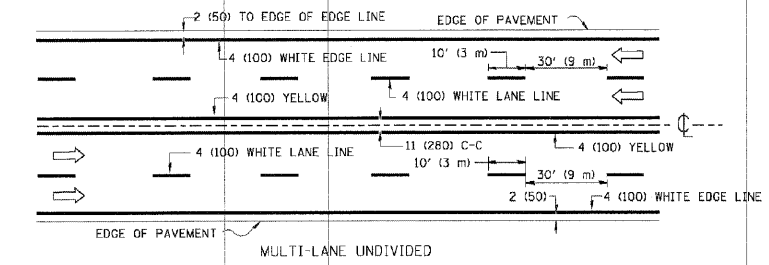 2 (50) TO EDGE OF EDGE LINE
EDGE OF PAVEMENT
4 (100) WHITE EDGE LINE
10' (3 m)
30' (9 m)
4 (100) YELLOW
4 (100) WHITE LANE LINE
℄
4 (100) WHITE LANE LINE
11 (280) C-C
4 (100) YELLOW
10' (3 m)
30' (9 m)
2 (50)
4 (100) WHITE EDGE LINE
EDGE OF PAVEMENT
MULTI-LANE UNDIVIDED